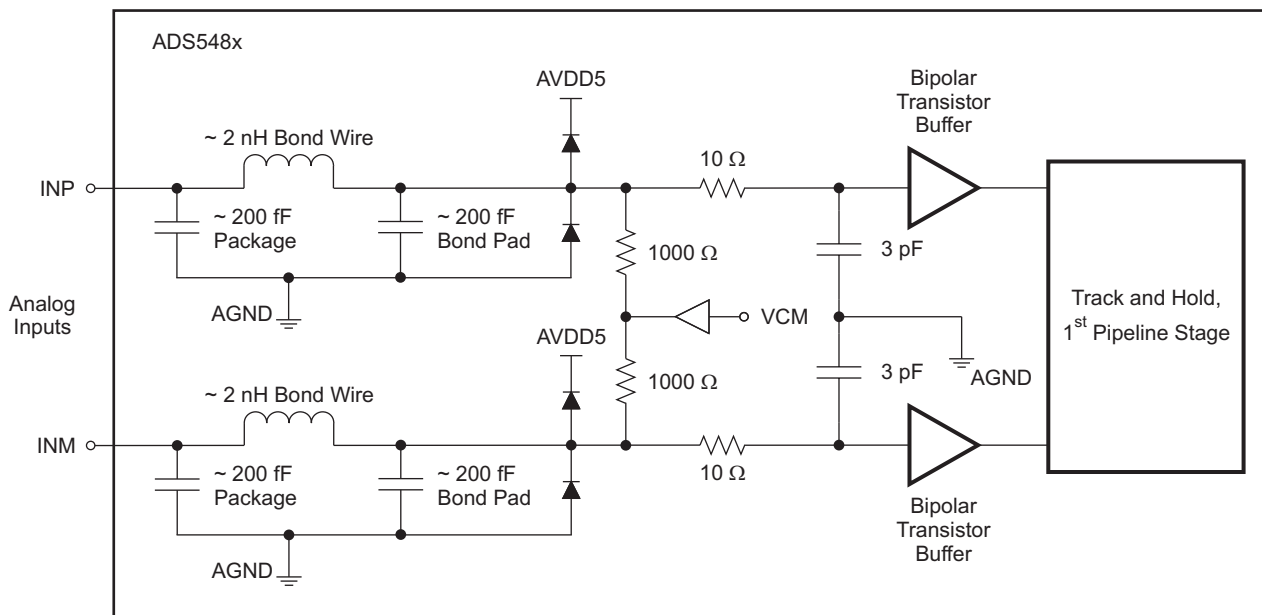 ADS548x
AVDD5
Bipolar
Transistor
Buffer
~ 2 nH Bond Wire
10 Ω
INP
~ 200 fF
Package
~ 200 fF
Bond Pad
1000 Ω
3 pF
AGND
Analog
Inputs
VCM
Track and Hold,
1st Pipeline Stage
AVDD5
1000 Ω
3 pF
AGND
~ 2 nH Bond Wire
INM
10 Ω
~ 200 fF
Package
~ 200 fF
Bond Pad
Bipolar
Transistor
Buffer
AGND